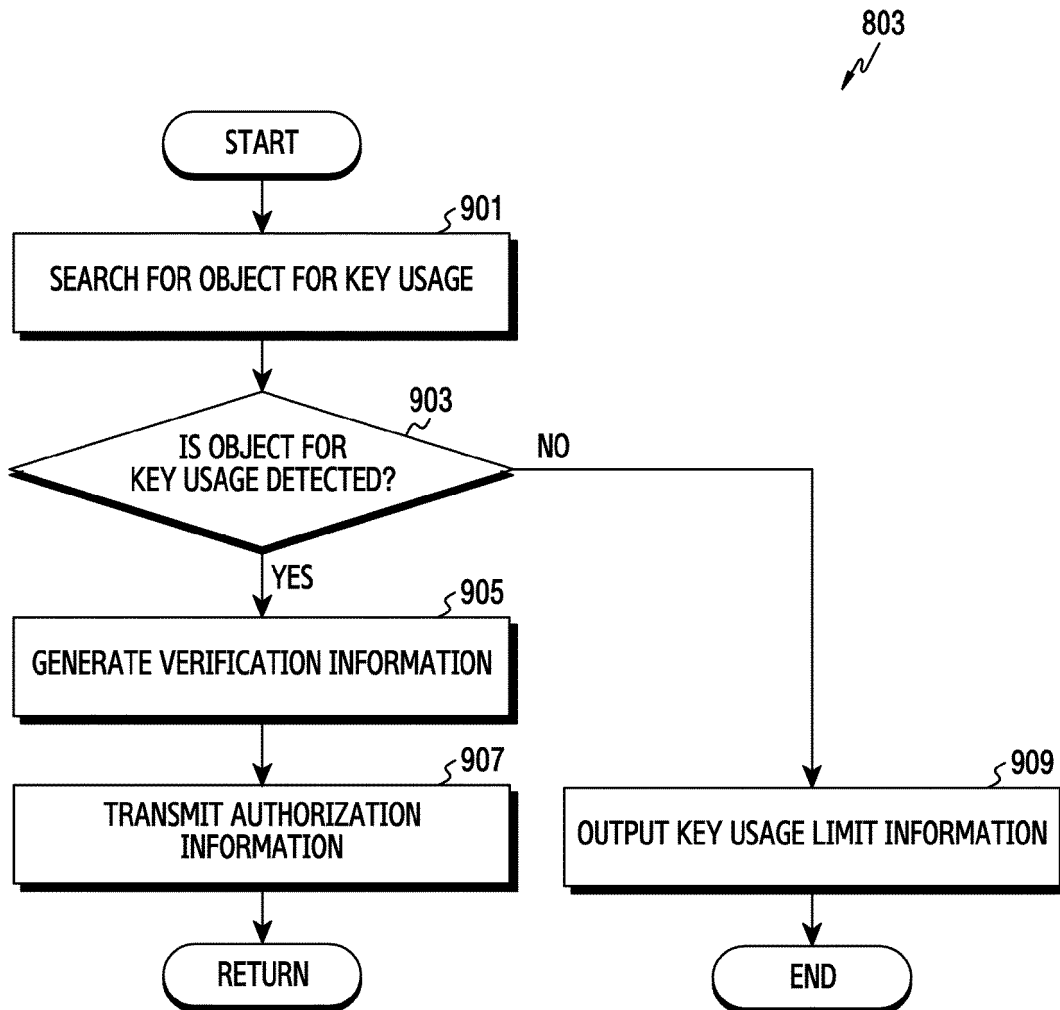 803
START
901
SEARCH FOR OBJECT FOR KEY USAGE
903
IS OBJECT FOR
KEY USAGE DETECTED?
NO
YES
905
GENERATE VERIFICATION INFORMATION
907
TRANSMIT AUTHORIZATION
INFORMATION
909
OUTPUT KEY USAGE LIMIT INFORMATION
RETURN
END